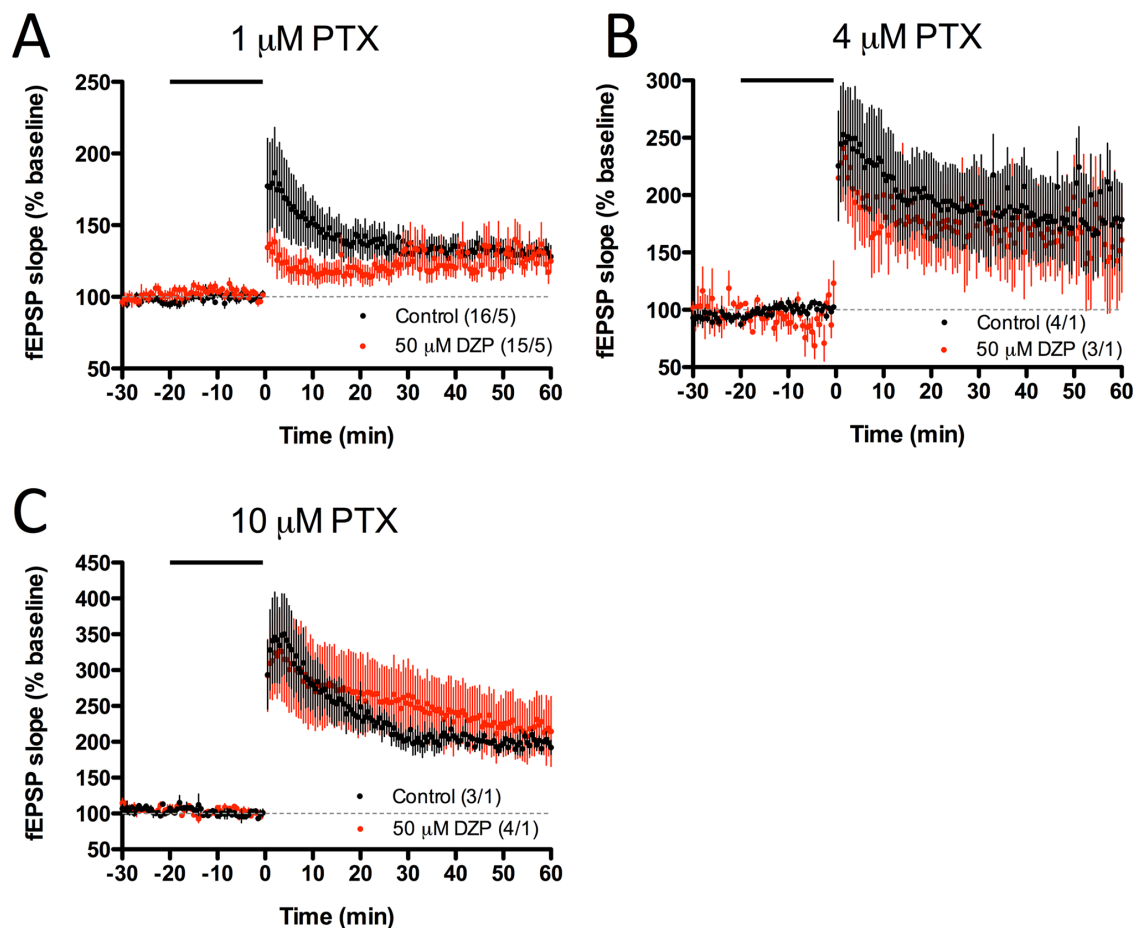 A
1 μM PTX
fEPSP slope (% baseline)
250
200
150
100
50
-30 -20 -10 0 10 20 30 40 50 60
Time (min)
Control (16/5)
50 μM DZP (15/5)
B
4 μM PTX
fEPSP slope (% baseline)
300
250
200
150
100
50
-30 -20 -10 0 10 20 30 40 50 60
Time (min)
Control (4/1)
50 μM DZP (3/1)
C
10 μM PTX
fEPSP slope (% baseline)
450
400
350
300
250
200
150
100
50
-30 -20 -10 0 10 20 30 40 50 60
Time (min)
Control (3/1)
50 μM DZP (4/1)